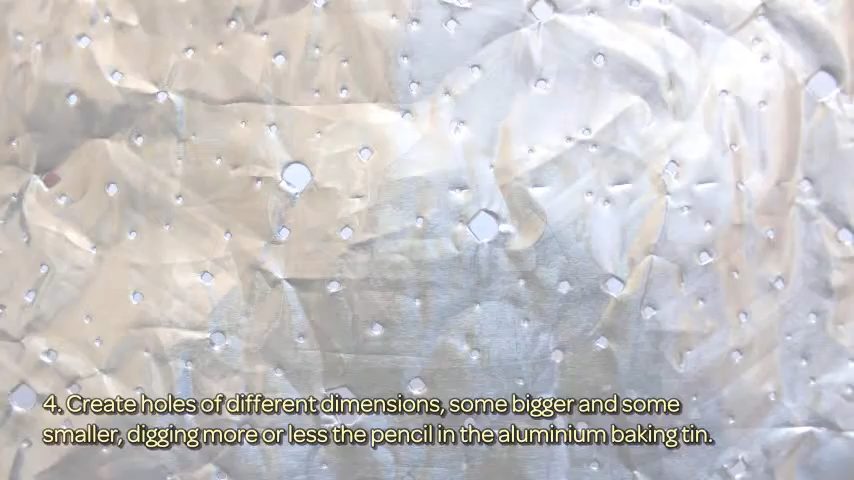 4. Create holes of different dimensions, some bigger and some
smaller, digging more or less the pencil in the aluminium baking tin.